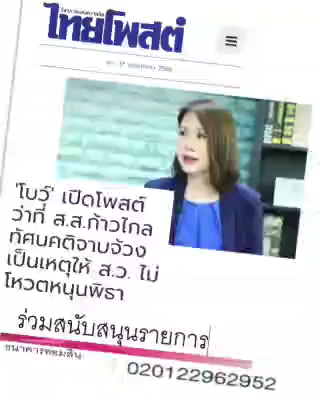 ไทยโพสต์
'โบว์' เปิดโพสต์
ว่าที่ ส.ส.ก้าวไกล
ทัศนคติจาบจ้วง
เป็นเหตุให้ ส.ว. ไม่
โหวตหนุนพิธา
ร่วมสนับสนุนรายการ
ธนาคารออมสิน
020122962952